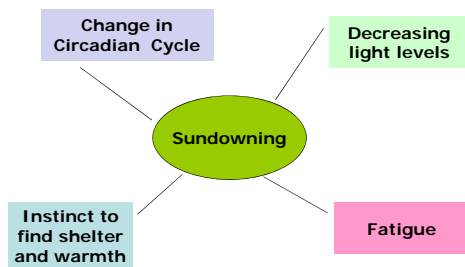 Change in
Circadian Cycle
Decreasing
light levels
Sundowning
Instinct to
find shelter
and warmth
Fatigue